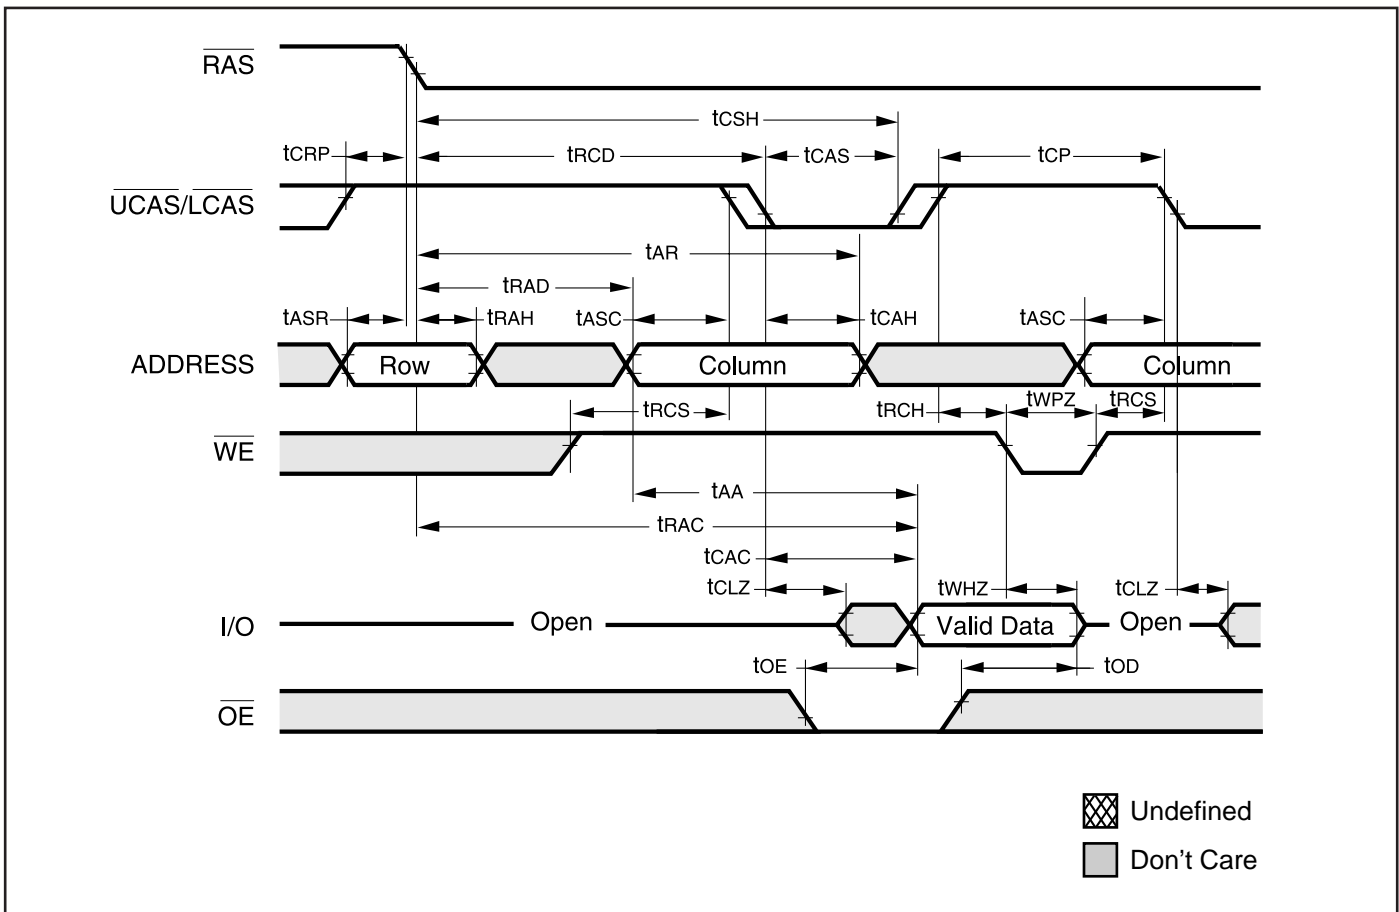 RAS
tCSH
tCRP
tRCD
tCAS
tCP
UCAS/LCAS
tAR
tRAD
tASR
tRAH
tASC
tCAH
tASC
ADDRESS
Row
Column
Column
tRCS
tRCH
tWPZ
tRCS
WE
tAA
tRAC
tCAC
tCLZ
tWHZ
tCLZ
I/O
Open
Valid Data
Open
tOE
tOD
OE
Undefined
Don't Care